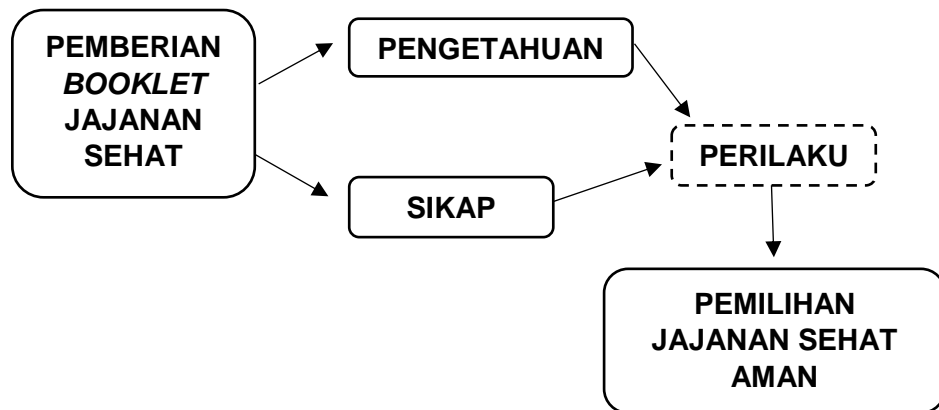 PEMBERIAN
BOOKLET
JAJANAN
SEHAT
PENGETAHUAN
SIKAP
PERILAKU
PEMILIHAN
JAJANAN SEHAT
AMAN